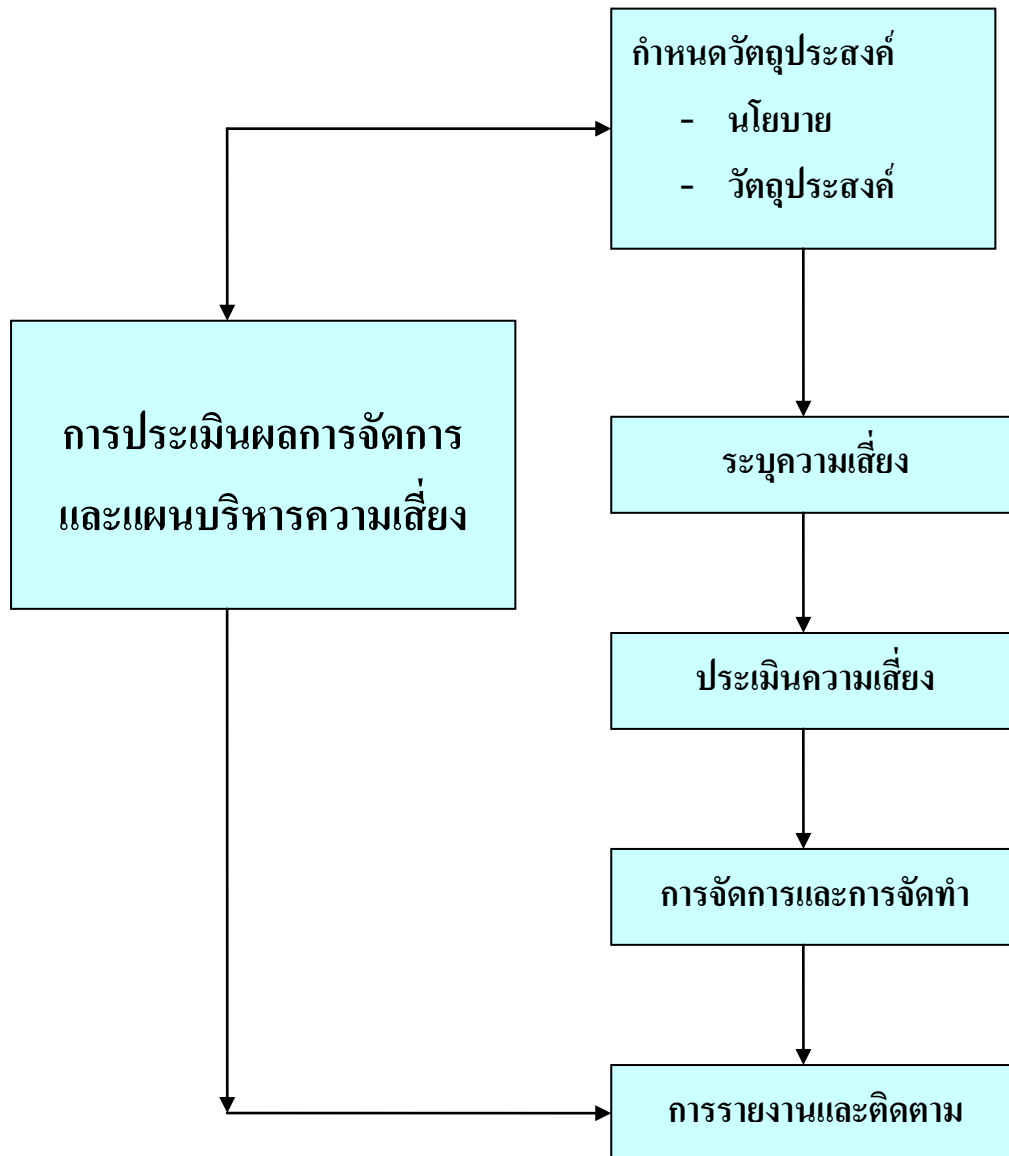 กำหนดวัตถุประสงค์
- นโยบาย
- วัตถุประสงค์
การประเมินผลการจัดการ
และแผนบริหารความเสี่ยง
ระบุความเสี่ยง
ประเมินความเสี่ยง
การจัดการและการจัดทำ
การรายงานและติดตาม